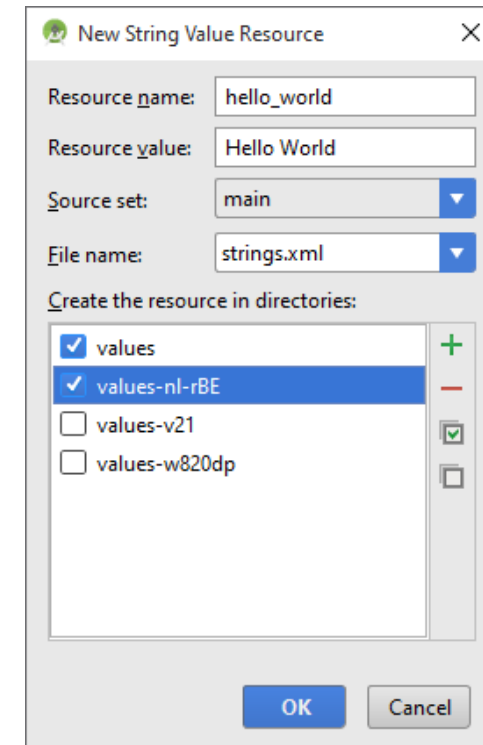 New String Value Resource
Resource name: hello_world
Resource value: Hello World
Source set: main
File name: strings.xml
Create the resource in directories:
values
values-nl-rBE
values-v21
values-w820dp
OK Cancel